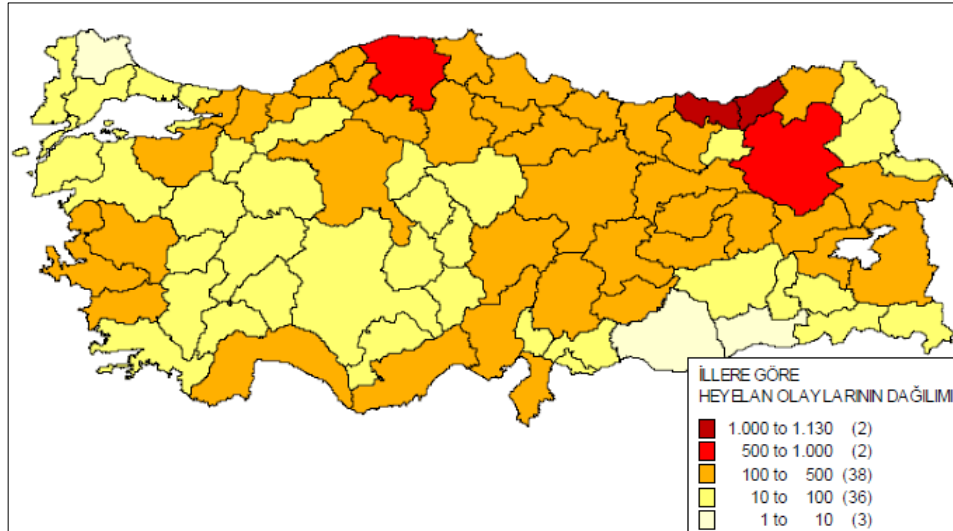 İLLERE GÖRE
HEYELAN OLAYLARININ DAĞILIMI
1.000 to 1.130 (2)
500 to 1.000 (2)
100 to 500 (38)
10 to 100 (36)
1 to 10 (3)